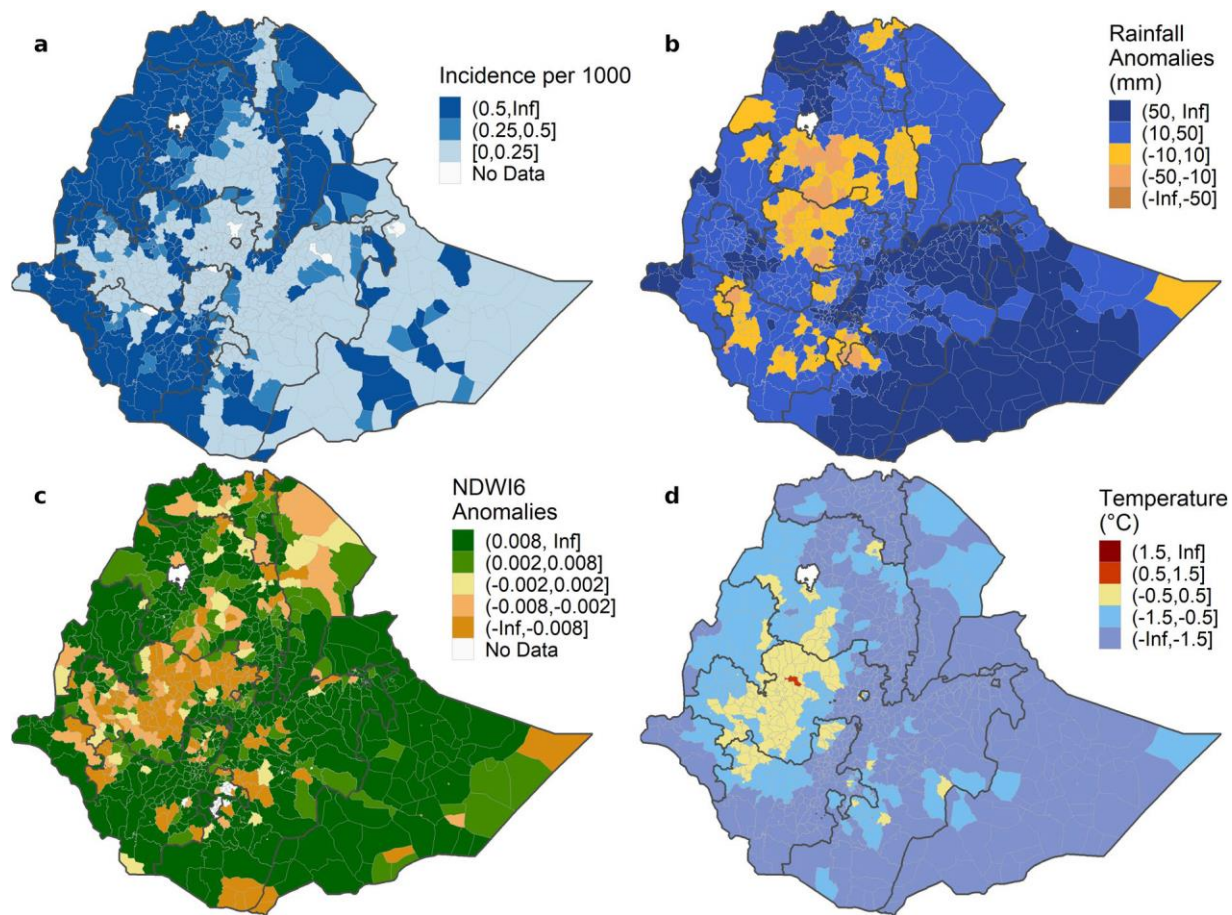 a
Incidence per 1000
(0.5,Inf]
(0.25,0.5]
[0,0.25]
No Data
b
Rainfall
Anomalies
(mm)
(50, Inf]
(10,50]
(-10,10]
(-50,-10]
(-Inf,-50]
c
NDWI6
Anomalies
(0.008, Inf]
(0.002,0.008]
(-0.002,0.002]
(-0.008,-0.002]
(-Inf,-0.008]
No Data
d
Temperature
(°C)
(1.5, Inf]
(0.5,1.5]
(-0.5,0.5]
(-1.5,-0.5]
(-Inf,-1.5]